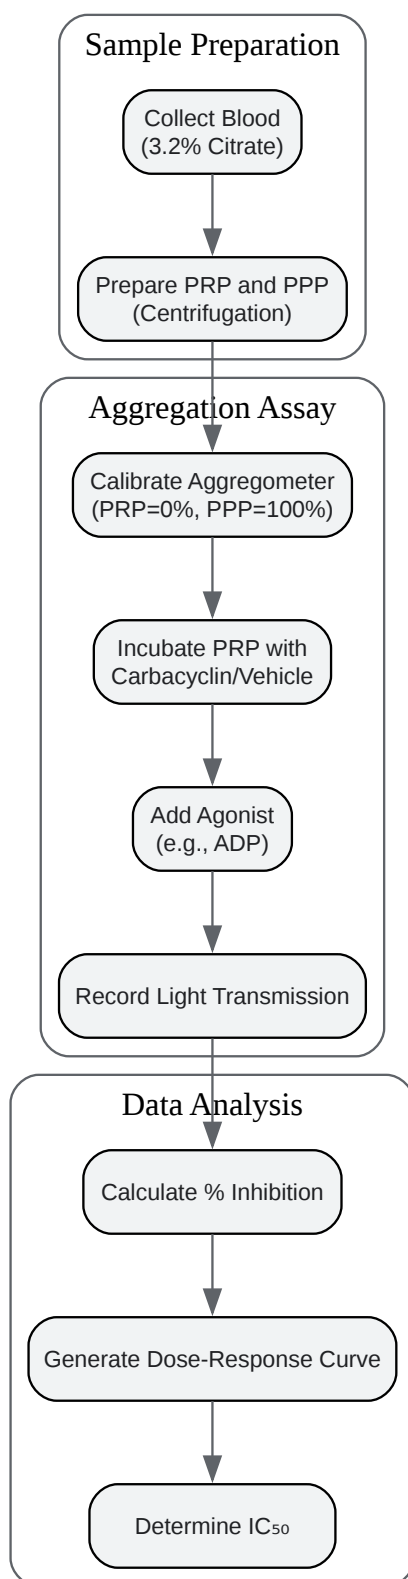 Sample Preparation
Collect Blood
(3.2% Citrate)
Prepare PRP and PPP
(Centrifugation)
Aggregation Assay
Calibrate Aggregometer
(PRP=0%, PPP=100%)
Incubate PRP with
Carbacyclin/Vehicle
Add Agonist
(e.g., ADP)
Record Light Transmission
Data Analysis
Calculate % Inhibition
Generate Dose-Response Curve
Determine IC₅₀